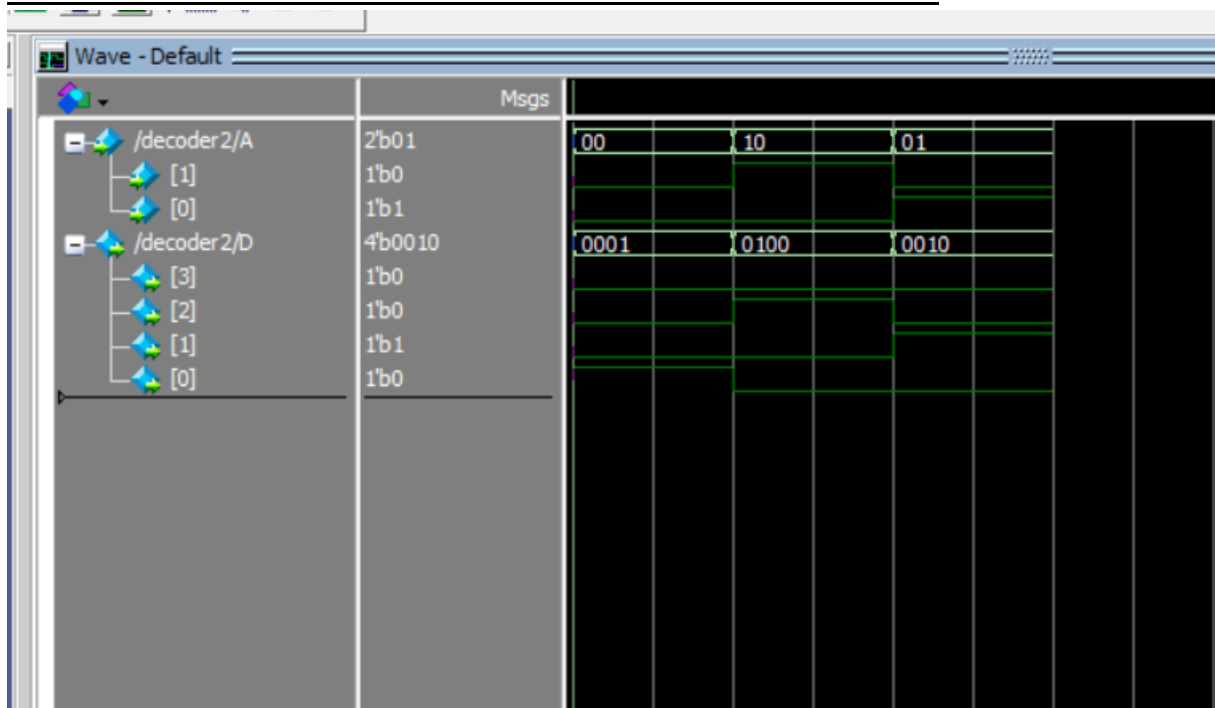 Wave - Default
Msgs
/decoder2/A 2'b01 00 10 01
[1] 1'b0
[0] 1'b1
/decoder2/D 4'b0010 0001 0100 0010
[3] 1'b0
[2] 1'b0
[1] 1'b1
[0] 1'b0